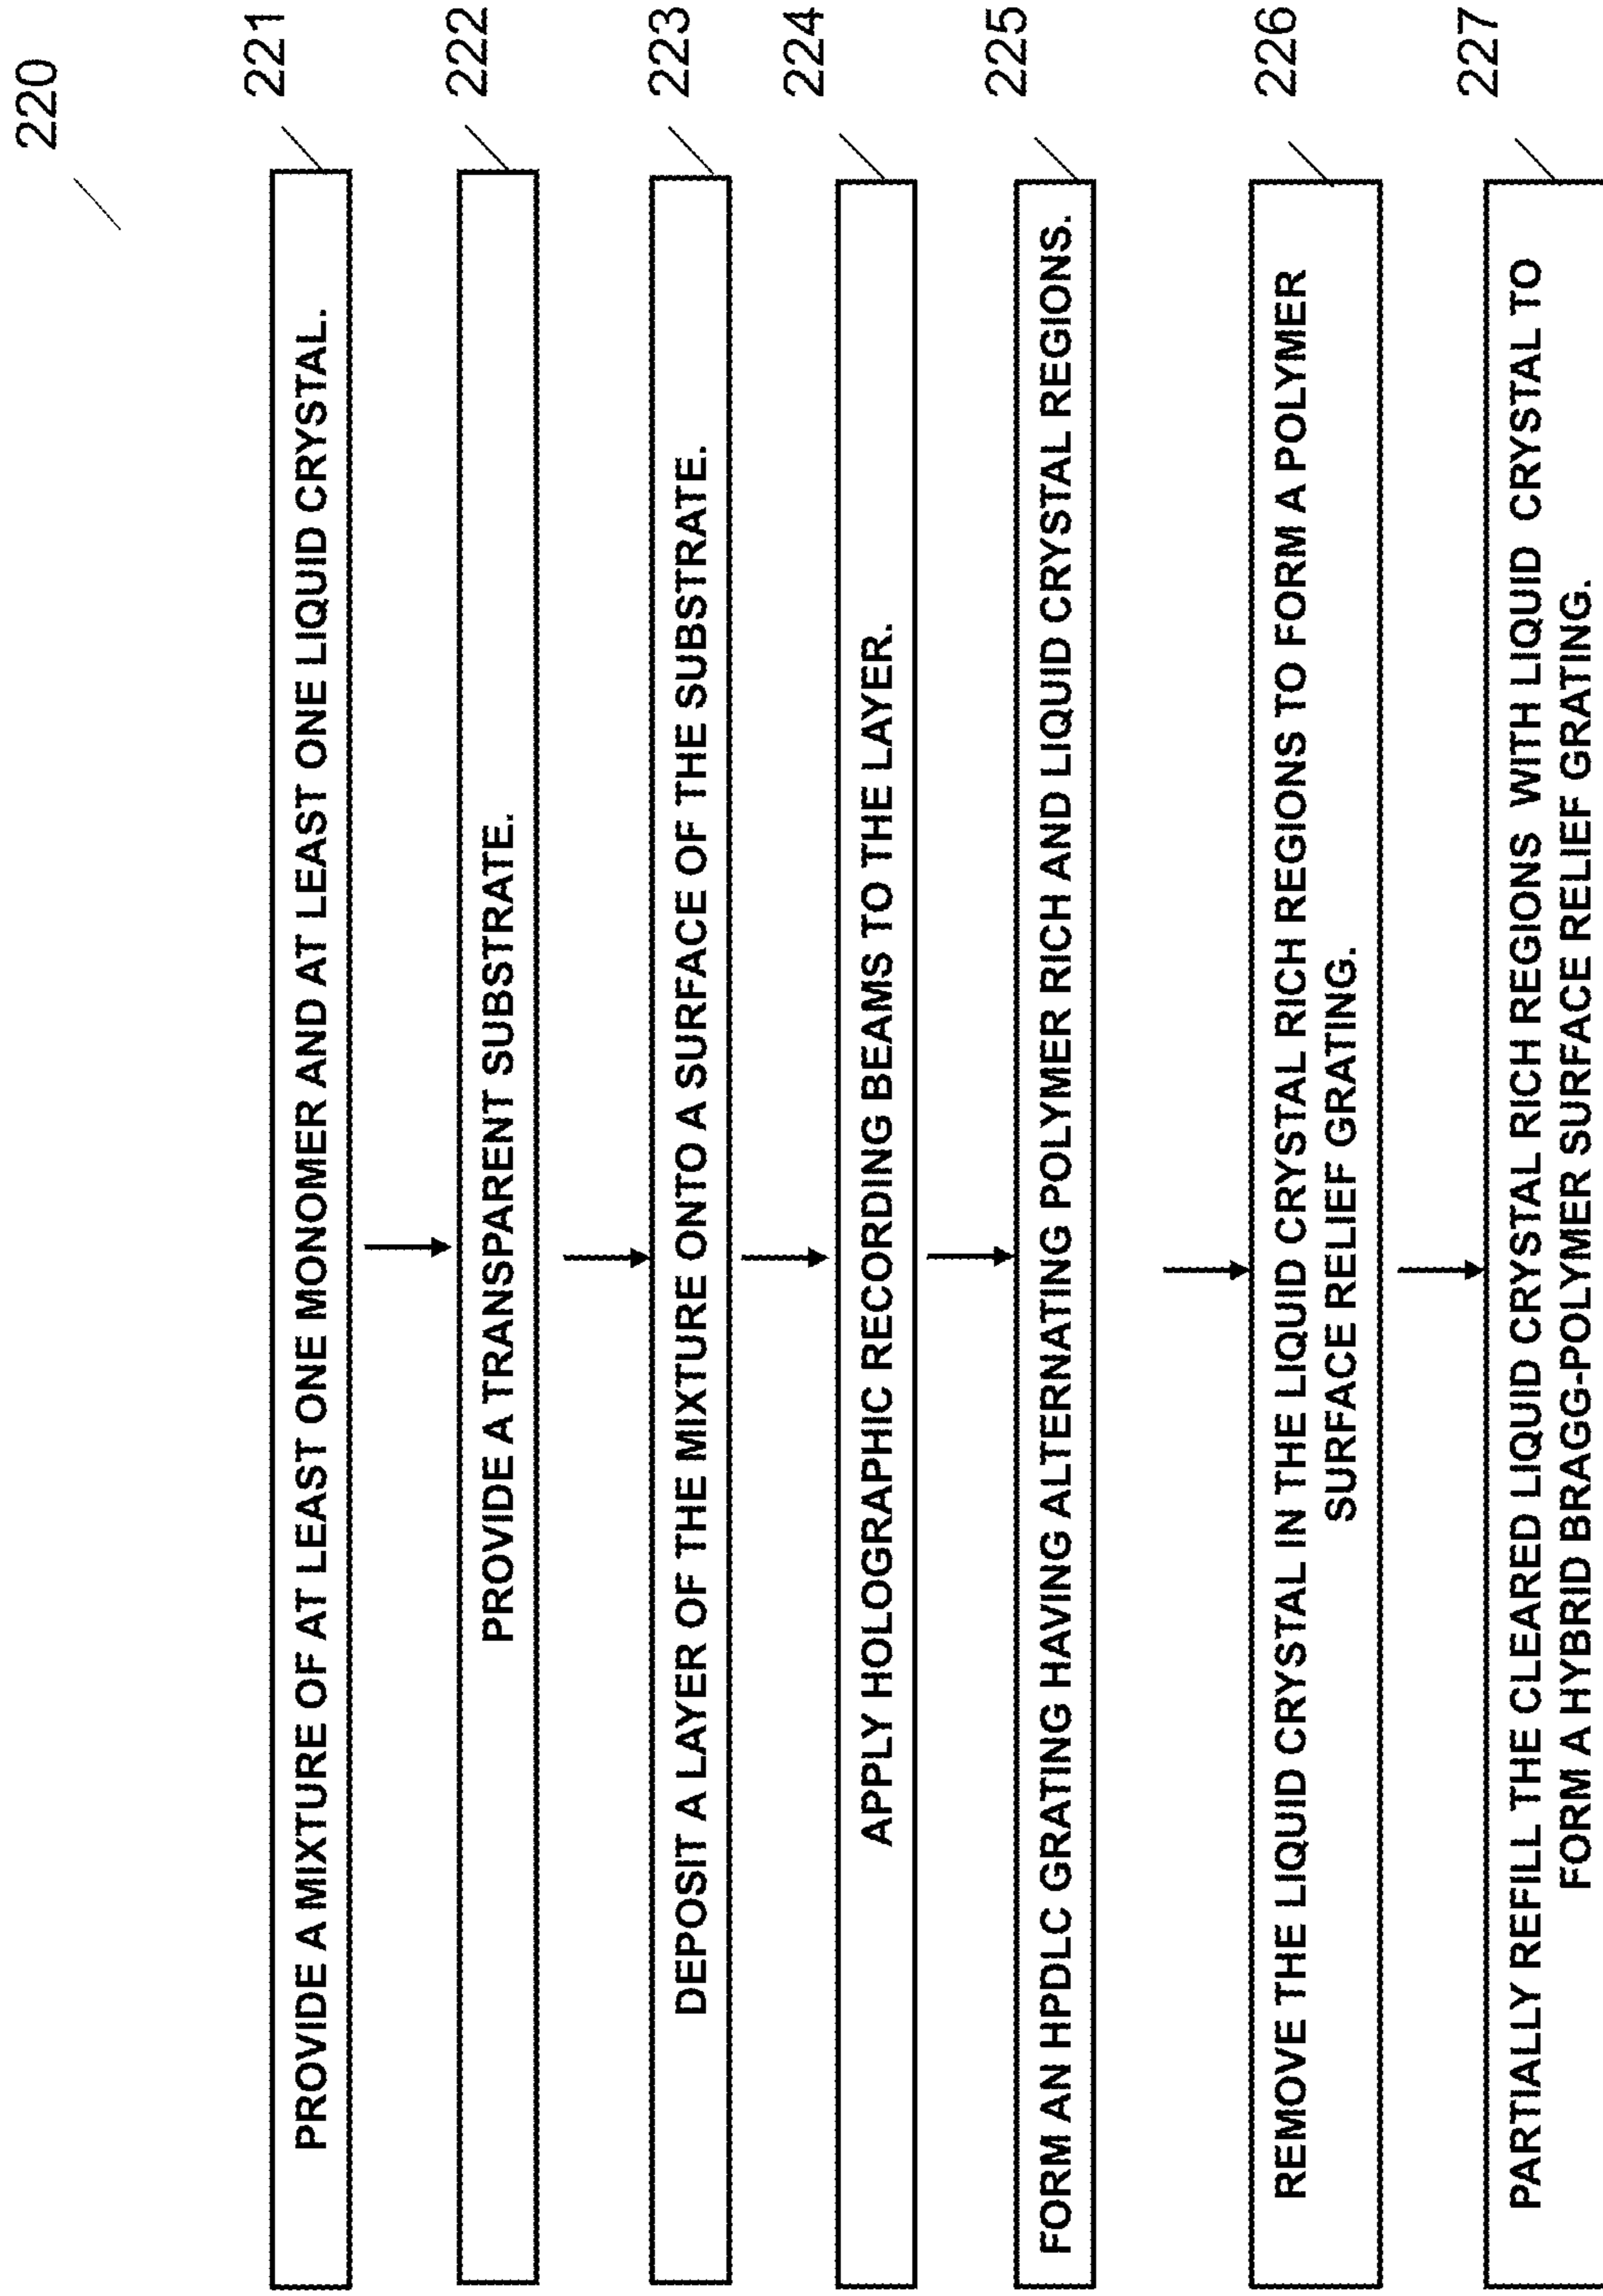 220
PROVIDE A MIXTURE OF AT LEAST ONE MONOMER AND AT LEAST ONE LIQUID CRYSTAL.
221
PROVIDE A TRANSPARENT SUBSTRATE.
222
DEPOSIT A LAYER OF THE MIXTURE ONTO A SURFACE OF THE SUBSTRATE.
223
APPLY HOLOGRAPHIC RECORDING BEAMS TO THE LAYER.
224
FORM AN HPDLC GRATING HAVING ALTERNATING POLYMER RICH AND LIQUID CRYSTAL REGIONS.
225
REMOVE THE LIQUID CRYSTAL IN THE LIQUID CRYSTAL RICH REGIONS TO FORM A POLYMER
SURFACE RELIEF GRATING.
226
PARTIALLY REFILL THE CLEARED LIQUID CRYSTAL RICH REGIONS WITH LIQUID CRYSTAL TO
FORM A HYBRID BRAGG-POLYMER SURFACE RELIEF GRATING.
227